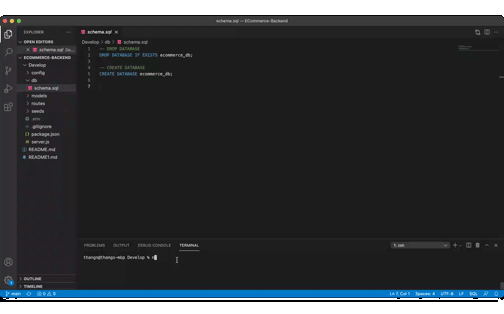 schema.sql — ECommerce-Backend
EXPLORER
schema.sql
OPEN EDITORS
schema.sql
ECOMMERCE-BACKEND
Develop
config
db
schema.sql
models
routes
seeds
.env
.gitignore
package.json
server.js
README.md
README1.md
OUTLINE
TIMELINE
Develop > db > schema.sql
1 -- DROP DATABASE
2 DROP DATABASE IF EXISTS ecommerce_db;
3
4 -- CREATE DATABASE
5 CREATE DATABASE ecommerce_db;
6
7
PROBLEMS OUTPUT DEBUG CONSOLE TERMINAL
1: zsh
thangn@thangs-mbp Develop %
main
0 0
Ln 7, Col 1 Spaces: 4 UTF-8 LF SQL